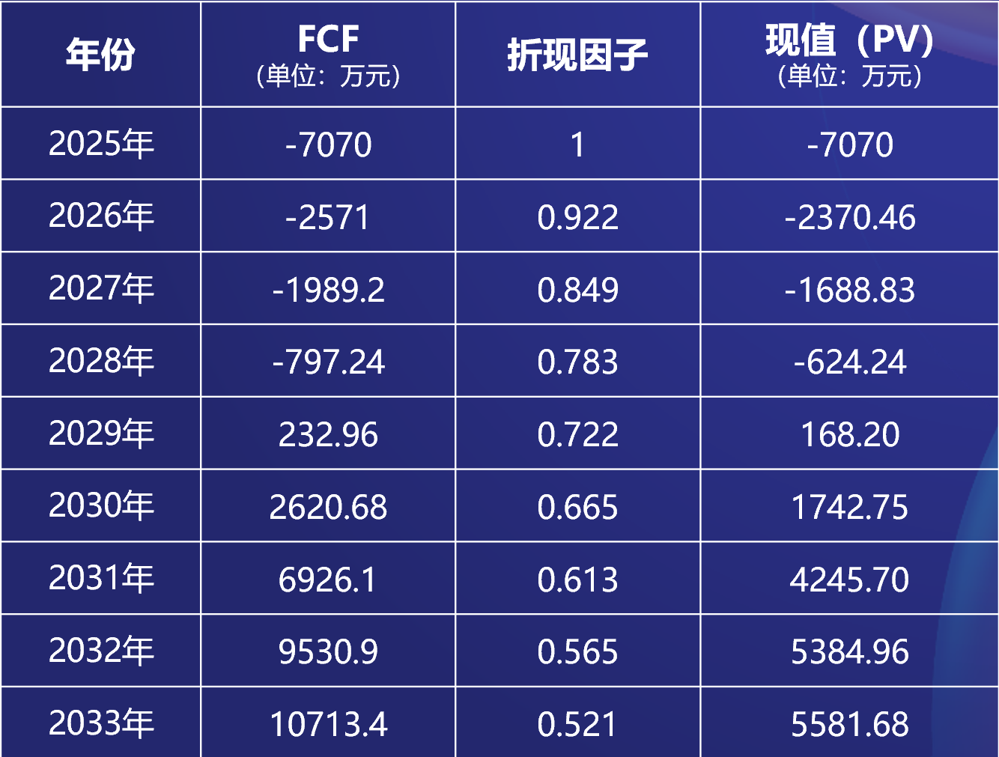 年份 FCF 折现因子 现值（PV）
（单位：万元） （单位：万元）
2025年 -7070 1 -7070
2026年 -2571 0.922 -2370.46
2027年 -1989.2 0.849 -1688.83
2028年 -797.24 0.783 -624.24
2029年 232.96 0.722 168.20
2030年 2620.68 0.665 1742.75
2031年 6926.1 0.613 4245.70
2032年 9530.9 0.565 5384.96
2033年 10713.4 0.521 5581.68